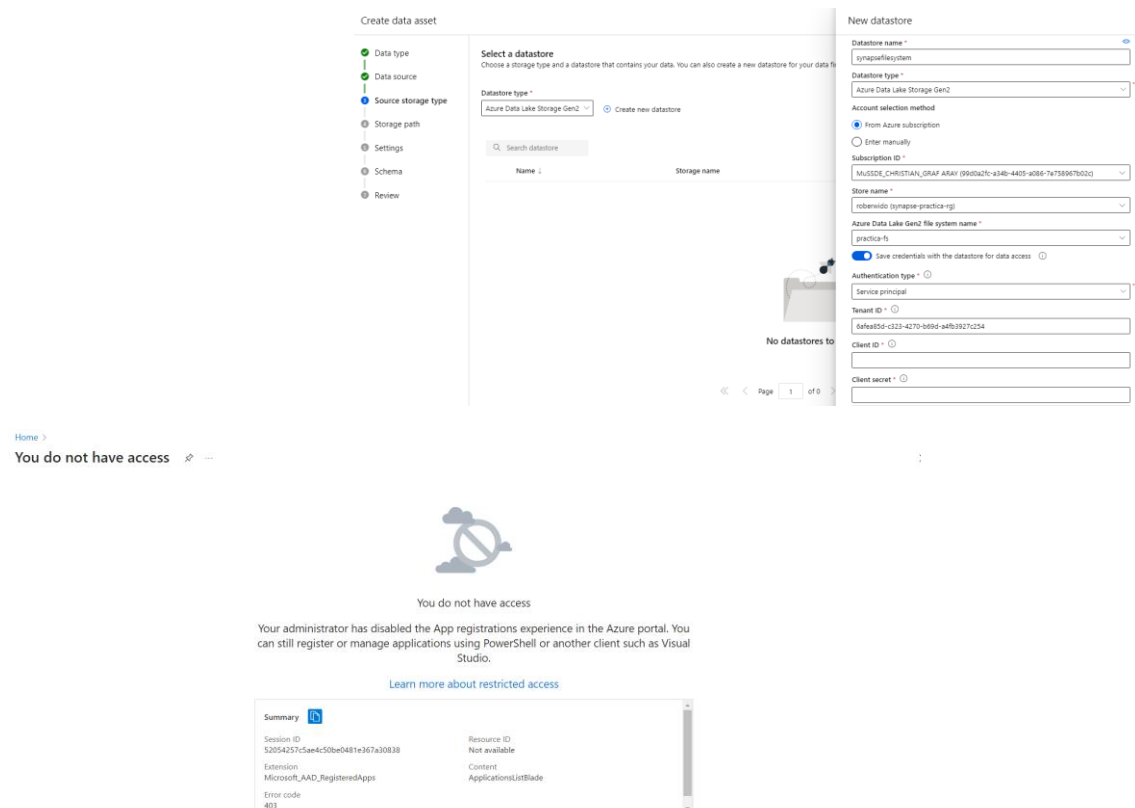 Create data asset
Data type
Data source
Source storage type
Storage path
Settings
Schema
Review
Select a datastore
Choose a storage type and a datastore that contains your data. You can also create a new datastore for your data
Datastore type *
Azure Data Lake Storage Gen2
Create new datastore
Search datastore
Name ↓
Storage name
No datastores to
Page 1 of 0
New datastore
Datastore name *
synapsefilesystem
Datastore type *
Azure Data Lake Storage Gen2
Account selection method
From Azure subscription
Enter manually
Subscription ID *
MuSSDE_CHRISTIAN_GRAF ARAY (99d0a2fc-a34b-4405-a086-7e758967b02c)
Store name *
roberwido (synapse-practica-rg)
Azure Data Lake Gen2 file system name *
practica-fs
Save credentials with the datastore for data access
Authentication type *
Service principal
Tenant ID *
6afea85d-c323-4270-b69d-a4fb3927c254
Client ID *
Client secret *
Home >
You do not have access
You do not have access
Your administrator has disabled the App registrations experience in the Azure portal. You
can still register or manage applications using PowerShell or another client such as Visual
Studio.
Learn more about restricted access
Summary
Session ID
52054257c5ae4c50be0481e367a30838
Resource ID
Not available
Extension
Microsoft_AAD_RegisteredApps
Content
ApplicationsListBlade
Error code
403